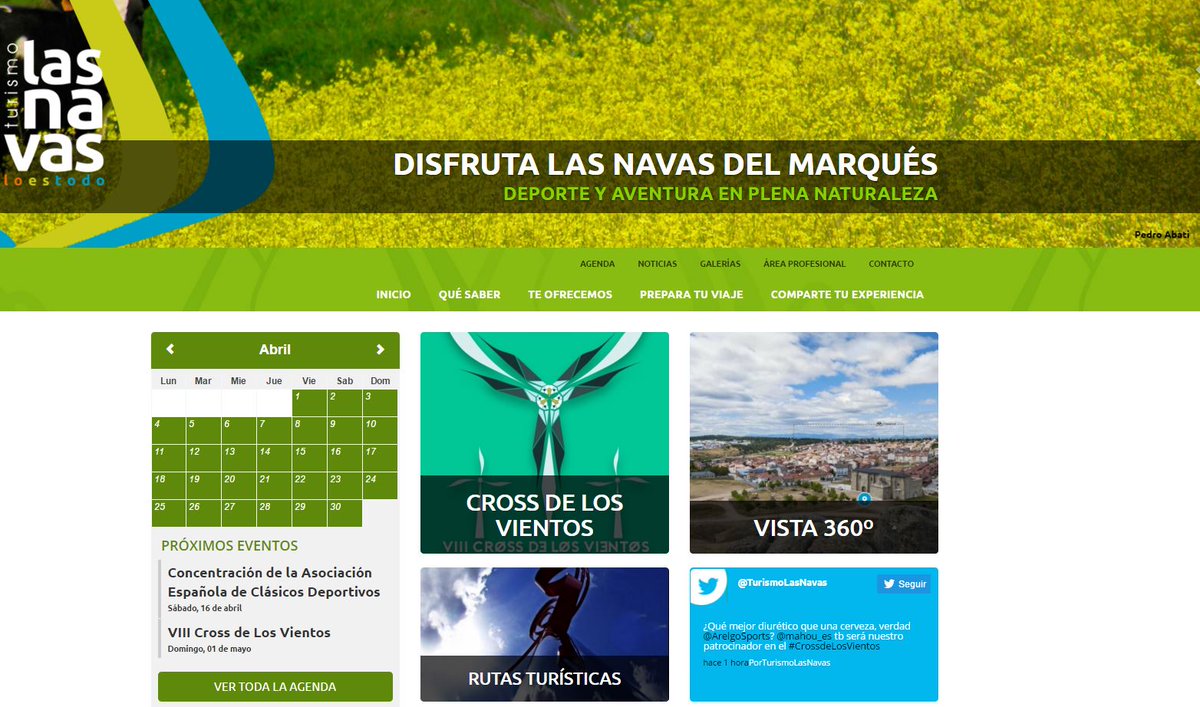 turismo
las
na
vas
loestodo
DISFRUTA LAS NAVAS DEL MARQUÉS
DEPORTE Y AVENTURA EN PLENA NATURALEZA
Pedro Abati
AGENDA NOTICIAS GALERÍAS ÁREA PROFESIONAL CONTACTO
INICIO QUÉ SABER TE OFRECEMOS PREPARA TU VIAJE COMPARTE TU EXPERIENCIA
Abril
Lun Mar Mie Jue Vie Sab Dom
1 2 3
4 5 6 7 8 9 10
11 12 13 14 15 16 17
18 19 20 21 22 23 24
25 26 27 28 29 30
PRÓXIMOS EVENTOS
Concentración de la Asociación
Española de Clásicos Deportivos
Sábado, 16 de abril
VIII Cross de Los Vientos
Domingo, 01 de mayo
VER TODA LA AGENDA
CROSS DE LOS
VIENTOS
VIII CROSS DE LOS VIENTOS
VISTA 360º
RUTAS TURÍSTICAS
@TurismoLasNavas
Seguir
¿Qué mejor diurético que una cerveza, verdad
@ArelgoSports? @mahou_es tb será nuestro
patrocinador en el #CrossdeLosVientos
hace 1 horaPorTurismoLasNavas